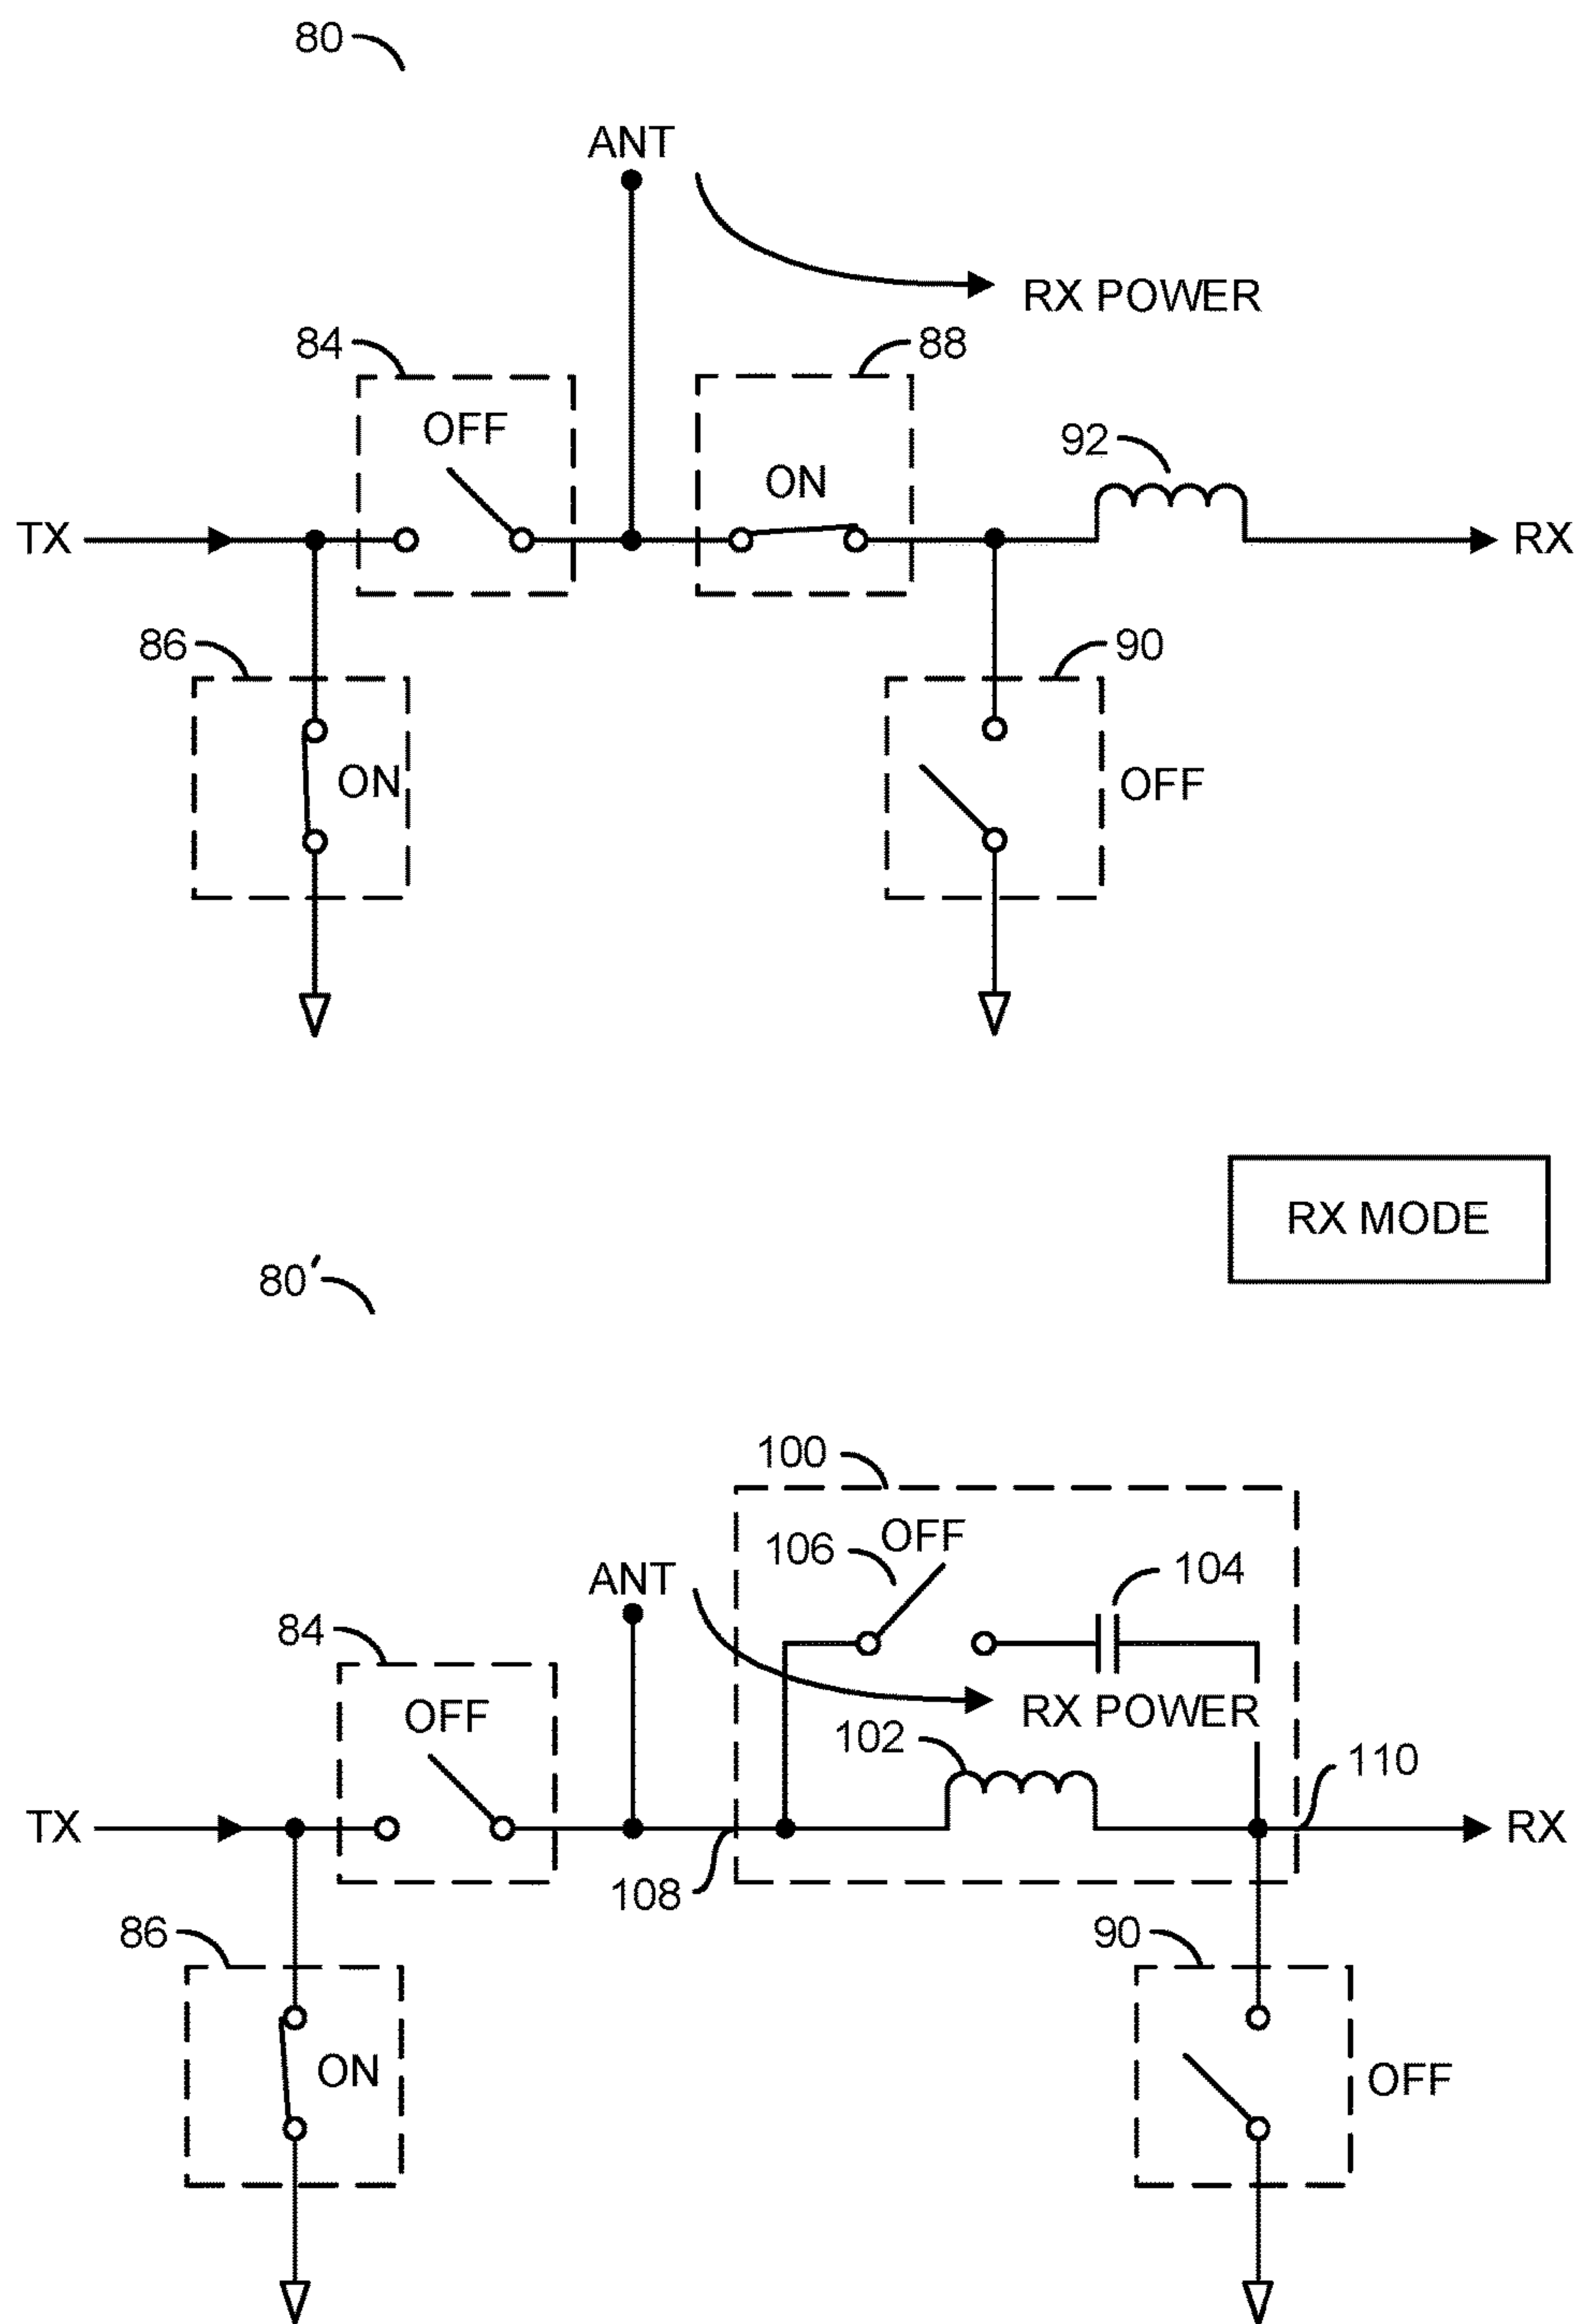 80
ANT
RX POWER
84
88
OFF
ON
92
TX
RX
86
90
ON
OFF
RX MODE
80′
100
OFF
106
104
ANT
84
OFF
RX POWER
102
110
TX
RX
108
86
90
ON
OFF